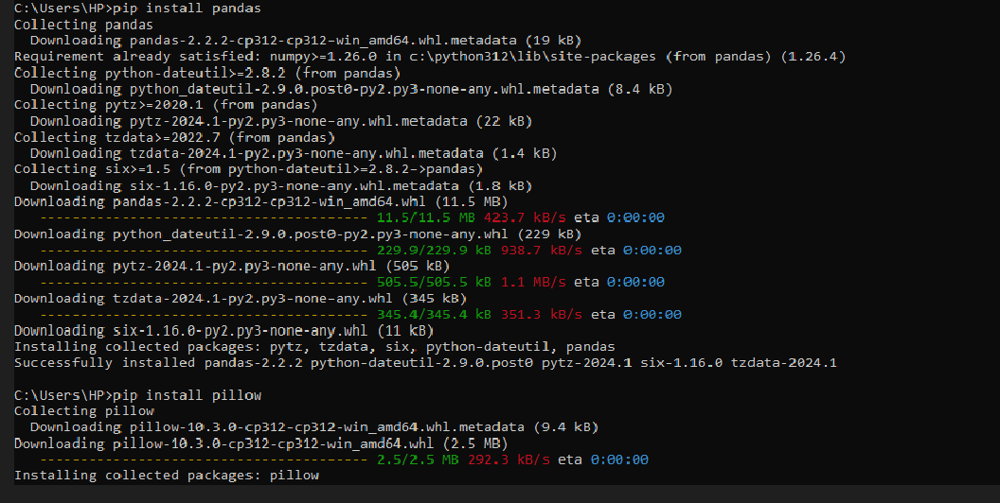 C:\Users\HP>pip install pandas
Collecting pandas
  Downloading pandas-2.2.2-cp312-cp312-win_amd64.whl.metadata (19 kB)
Requirement already satisfied: numpy>=1.26.0 in c:\python312\lib\site-packages (from pandas) (1.26.4)
Collecting python-dateutil>=2.8.2 (from pandas)
  Downloading python_dateutil-2.9.0.post0-py2.py3-none-any.whl.metadata (8.4 kB)
Collecting pytz>=2020.1 (from pandas)
  Downloading pytz-2024.1-py2.py3-none-any.whl.metadata (22 kB)
Collecting tzdata>=2022.7 (from pandas)
  Downloading tzdata-2024.1-py2.py3-none-any.whl.metadata (1.4 kB)
Collecting six>=1.5 (from python-dateutil>=2.8.2->pandas)
  Downloading six-1.16.0-py2.py3-none-any.whl.metadata (1.8 kB)
Downloading pandas-2.2.2-cp312-cp312-win_amd64.whl (11.5 MB)
   ---------------------------------------- 11.5/11.5 MB 423.7 kB/s eta 0:00:00
Downloading python_dateutil-2.9.0.post0-py2.py3-none-any.whl (229 kB)
   ---------------------------------------- 229.9/229.9 kB 938.7 kB/s eta 0:00:00
Downloading pytz-2024.1-py2.py3-none-any.whl (505 kB)
   ---------------------------------------- 505.5/505.5 kB 1.1 MB/s eta 0:00:00
Downloading tzdata-2024.1-py2.py3-none-any.whl (345 kB)
   ---------------------------------------- 345.4/345.4 kB 351.3 kB/s eta 0:00:00
Downloading six-1.16.0-py2.py3-none-any.whl (11 kB)
Installing collected packages: pytz, tzdata, six, python-dateutil, pandas
Successfully installed pandas-2.2.2 python-dateutil-2.9.0.post0 pytz-2024.1 six-1.16.0 tzdata-2024.1

C:\Users\HP>pip install pillow
Collecting pillow
  Downloading pillow-10.3.0-cp312-cp312-win_amd64.whl.metadata (9.4 kB)
Downloading pillow-10.3.0-cp312-cp312-win_amd64.whl (2.5 MB)
   ---------------------------------------- 2.5/2.5 MB 292.3 kB/s eta 0:00:00
Installing collected packages: pillow